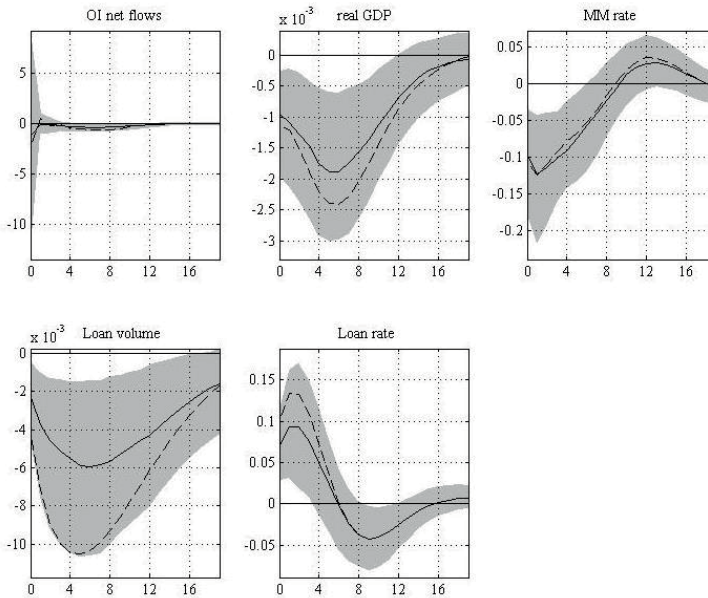 OI net flows
5
0
-5
-10
0 4 8 12 16
x 10-3
real GDP
0
-0.5
-1
-1.5
-2
-2.5
-3
0 4 8 12 16
MM rate
0.05
0
-0.05
-0.1
-0.15
-0.2
0 4 8 12 16
x 10-3
Loan volume
0
-2
-4
-6
-8
-10
0 4 8 12 16
Loan rate
0.15
0.1
0.05
0
-0.05
0 4 8 12 16